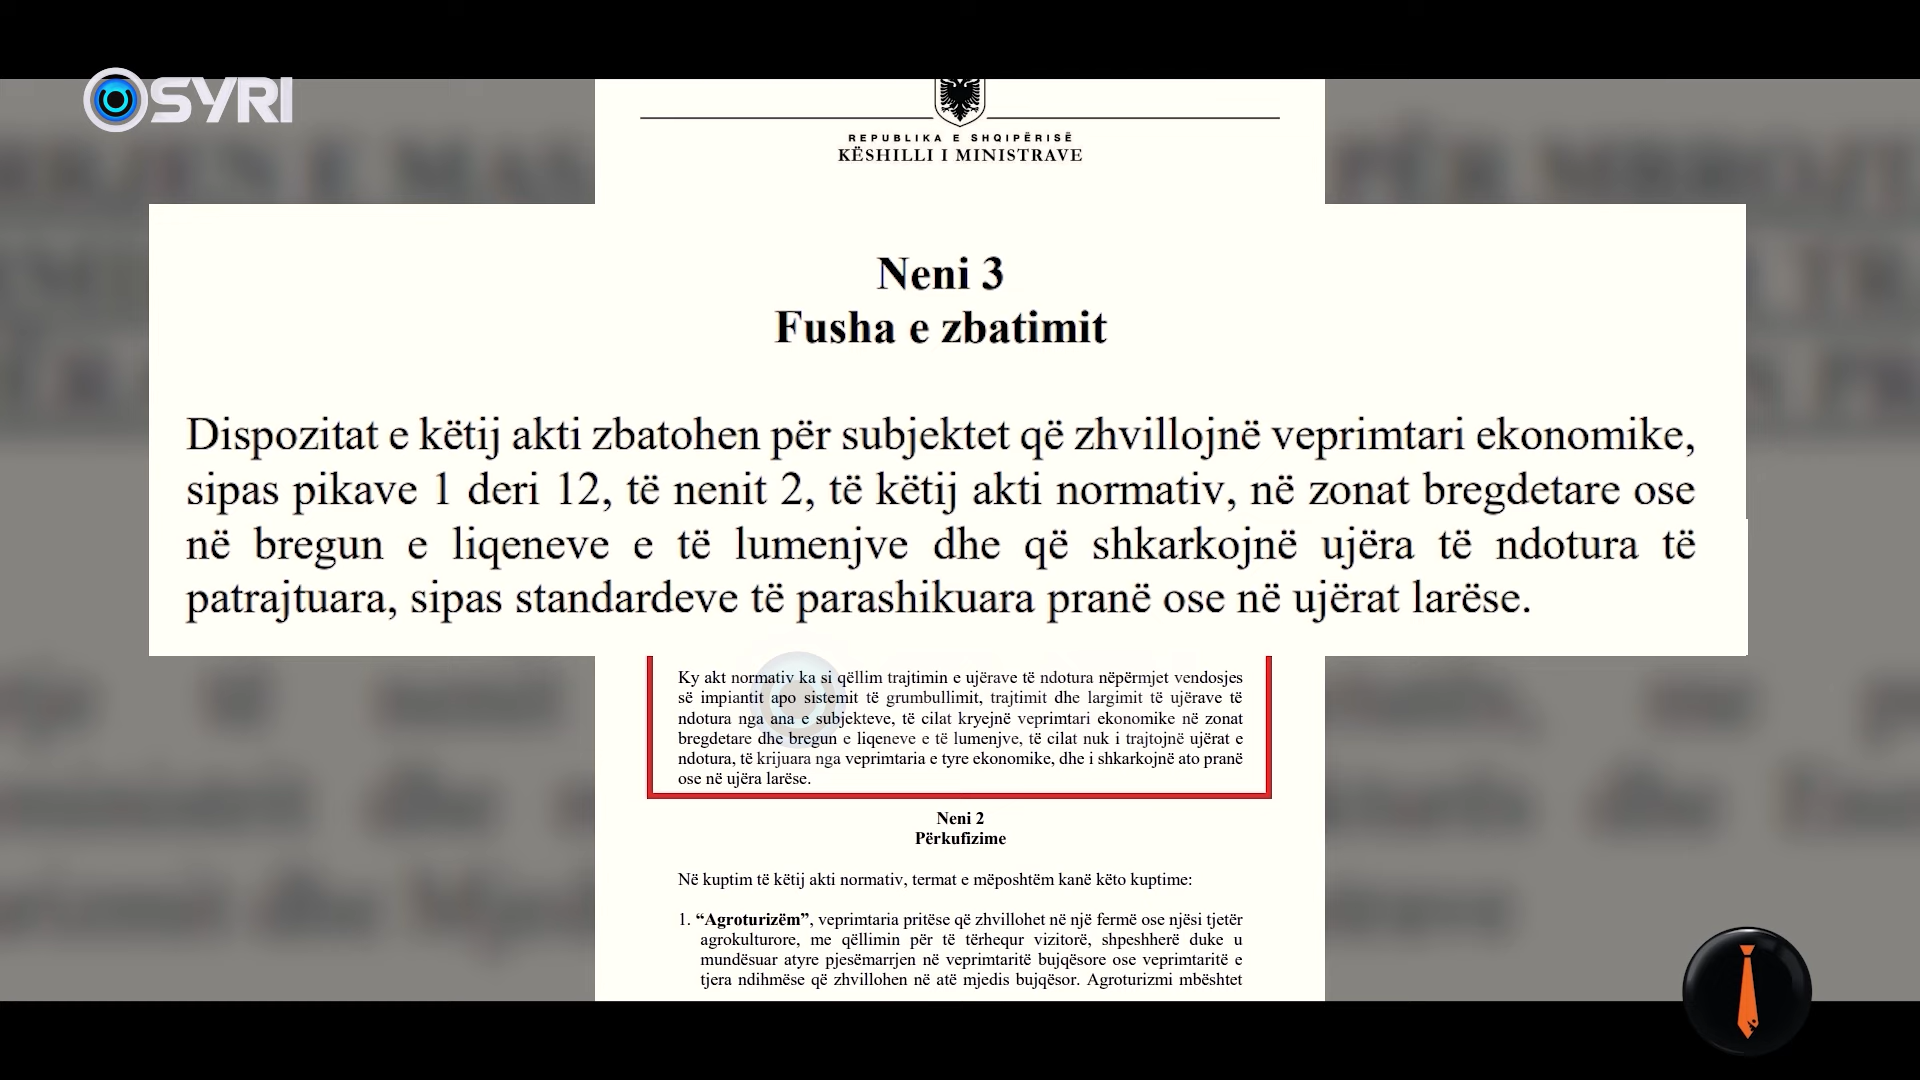 SYRI
REPUBLIKA E SHQIPËRISË
KËSHILLI I MINISTRAVE
Neni 3
Fusha e zbatimit
Dispozitat e këtij akti zbatohen për subjektet që zhvillojnë veprimtari ekonomike,
sipas pikave 1 deri 12, të nenit 2, të këtij akti normativ, në zonat bregdetare ose
në bregun e liqeneve e të lumenjve dhe që shkarkojnë ujëra të ndotura të
patrajtuara, sipas standardeve të parashikuara pranë ose në ujërat larëse.
Ky akt normativ ka si qëllim trajtimin e ujërave të ndotura nëpërmjet vendosjes
së impiantit apo sistemit të grumbullimit, trajtimit dhe largimit të ujërave të
ndotura nga ana e subjekteve, të cilat kryejnë veprimtari ekonomike në zonat
bregdetare dhe bregun e liqeneve e të lumenjve, të cilat nuk i trajtojnë ujërat e
ndotura, të krijuara nga veprimtaria e tyre ekonomike, dhe i shkarkojnë ato pranë
ose në ujëra larëse.
Neni 2
Përkufizime
Në kuptim të këtij akti normativ, termat e mëposhtëm kanë këto kuptime:
1. “Agroturizëm”, veprimtaria pritëse që zhvillohet në një fermë ose njësi tjetër
agrokulturore, me qëllimin për të tërhequr vizitorë, shpeshherë duke u
mundësuar atyre pjesëmarrjen në veprimtaritë bujqësore ose veprimtaritë e
tjera ndihmëse që zhvillohen në atë mjedis bujqësor. Agroturizmi mbështet